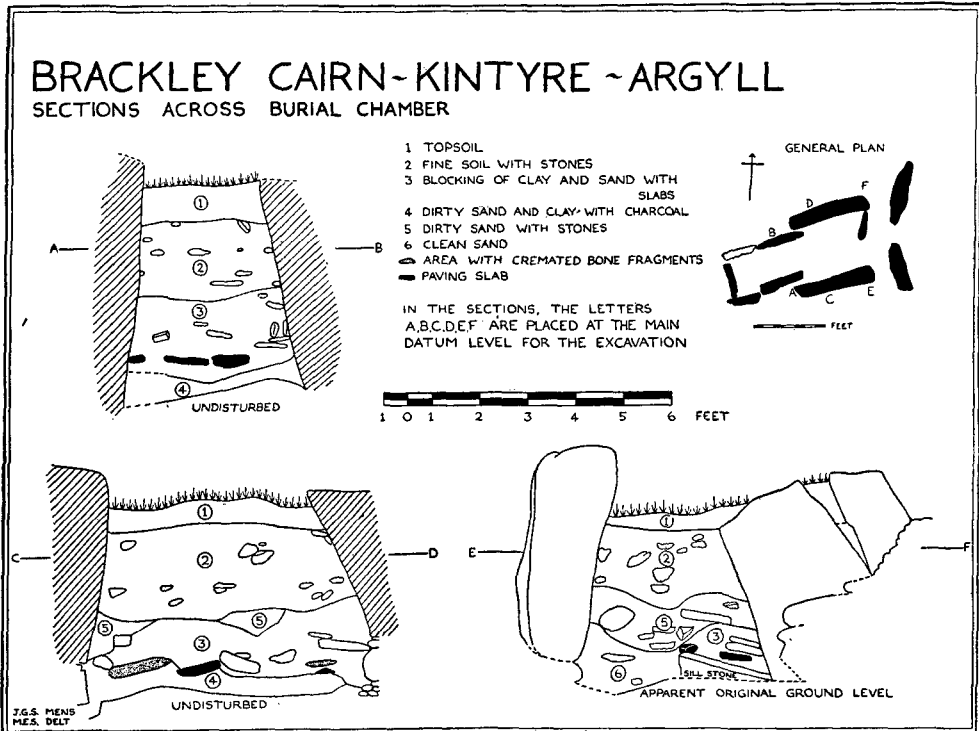 BRACKLEY CAIRN~KINTYRE~ARGYLL
SECTIONS ACROSS BURIAL CHAMBER
1 TOPSOIL
2 FINE SOIL WITH STONES
3 BLOCKING OF CLAY AND SAND WITH
SLABS
4 DIRTY SAND AND CLAY WITH CHARCOAL
5 DIRTY SAND WITH STONES
6 CLEAN SAND
AREA WITH CREMATED BONE FRAGMENTS
PAVING SLAB
IN THE SECTIONS, THE LETTERS
A,B,C,D,E,F ARE PLACED AT THE MAIN
DATUM LEVEL FOR THE EXCAVATION
GENERAL PLAN
F
D
B
A
C
E
FEET
A
B
1
2
3
4
UNDISTURBED
1 0 1 2 3 4 5 6 FEET
C
D
1
2
5
5
3
4
UNDISTURBED
E
F
1
2
5
3
6
SILL STONE
APPARENT ORIGINAL GROUND LEVEL
J.G.S. MENS
M.E.S. DELT